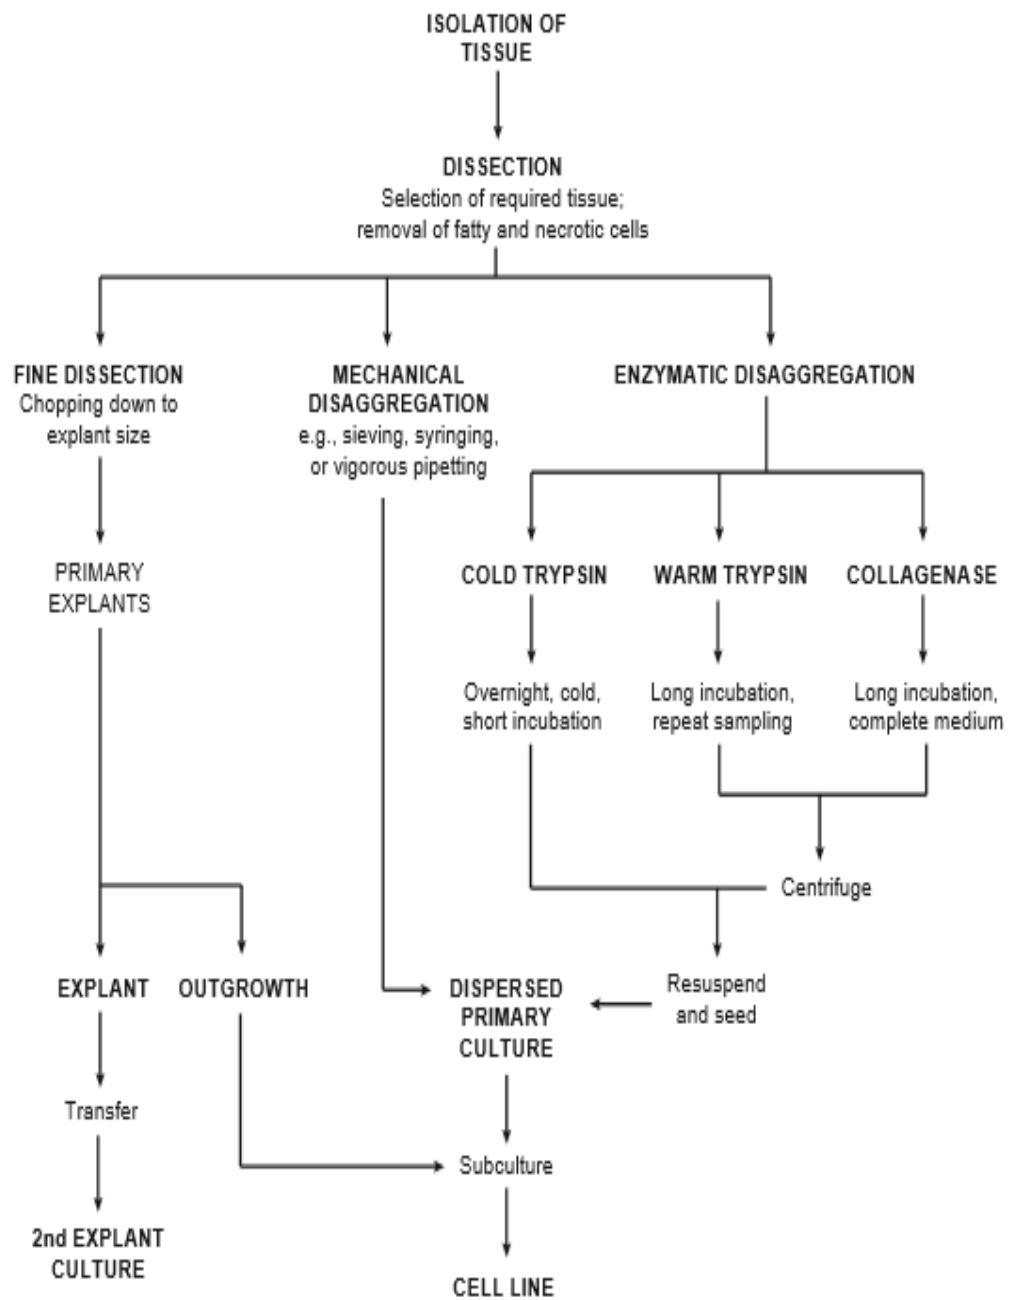 ISOLATION OF
TISSUE
DISSECTION
Selection of required tissue;
removal of fatty and necrotic cells
FINE DISSECTION
Chopping down to
explant size
MECHANICAL
DISAGGREGATION
e.g., sieving, syringing,
or vigorous pipetting
ENZYMATIC DISAGGREGATION
PRIMARY
EXPLANTS
COLD TRYPSIN
WARM TRYPSIN
COLLAGENASE
Overnight, cold,
short incubation
Long incubation,
repeat sampling
Long incubation,
complete medium
Centrifuge
EXPLANT
OUTGROWTH
DISPERSED
PRIMARY
CULTURE
Resuspend
and seed
Transfer
Subculture
2nd EXPLANT
CULTURE
CELL LINE